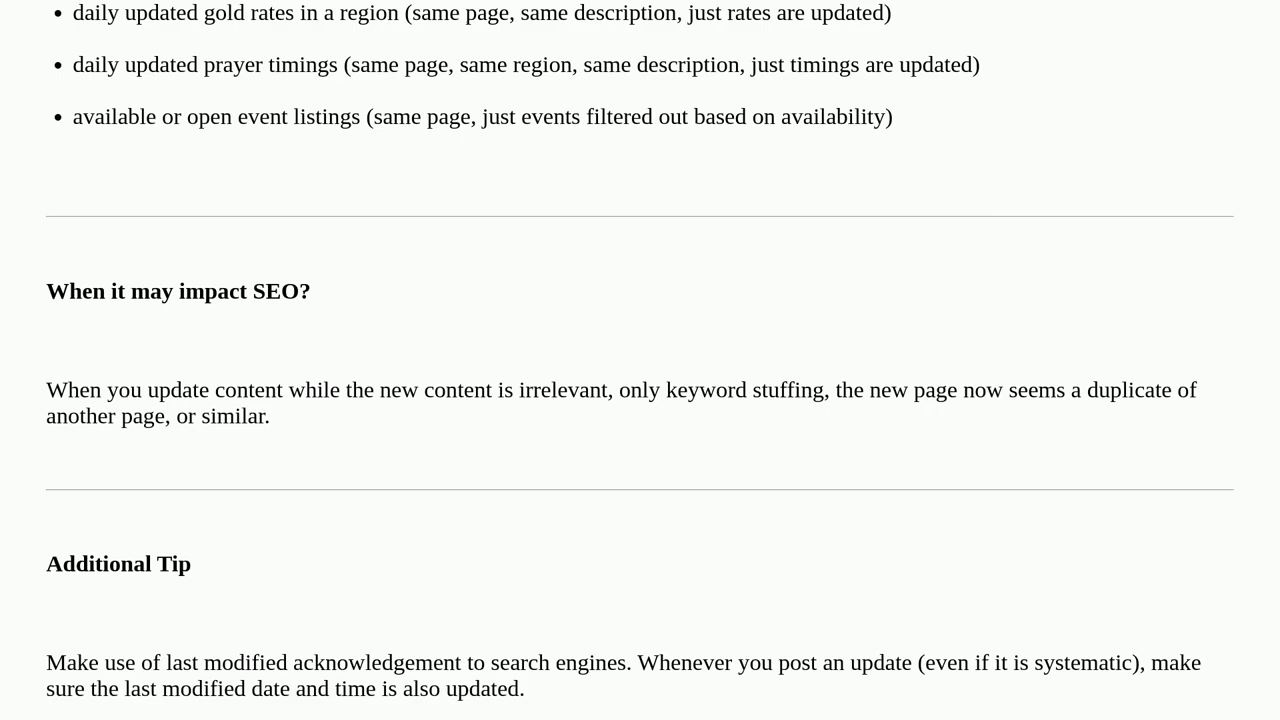 • daily updated gold rates in a region (same page, same description, just rates are updated)
• daily updated prayer timings (same page, same region, same description, just timings are updated)
• available or open event listings (same page, just events filtered out based on availability)
When it may impact SEO?
When you update content while the new content is irrelevant, only keyword stuffing, the new page now seems a duplicate of
another page, or similar.
Additional Tip
Make use of last modified acknowledgement to search engines. Whenever you post an update (even if it is systematic), make
sure the last modified date and time is also updated.